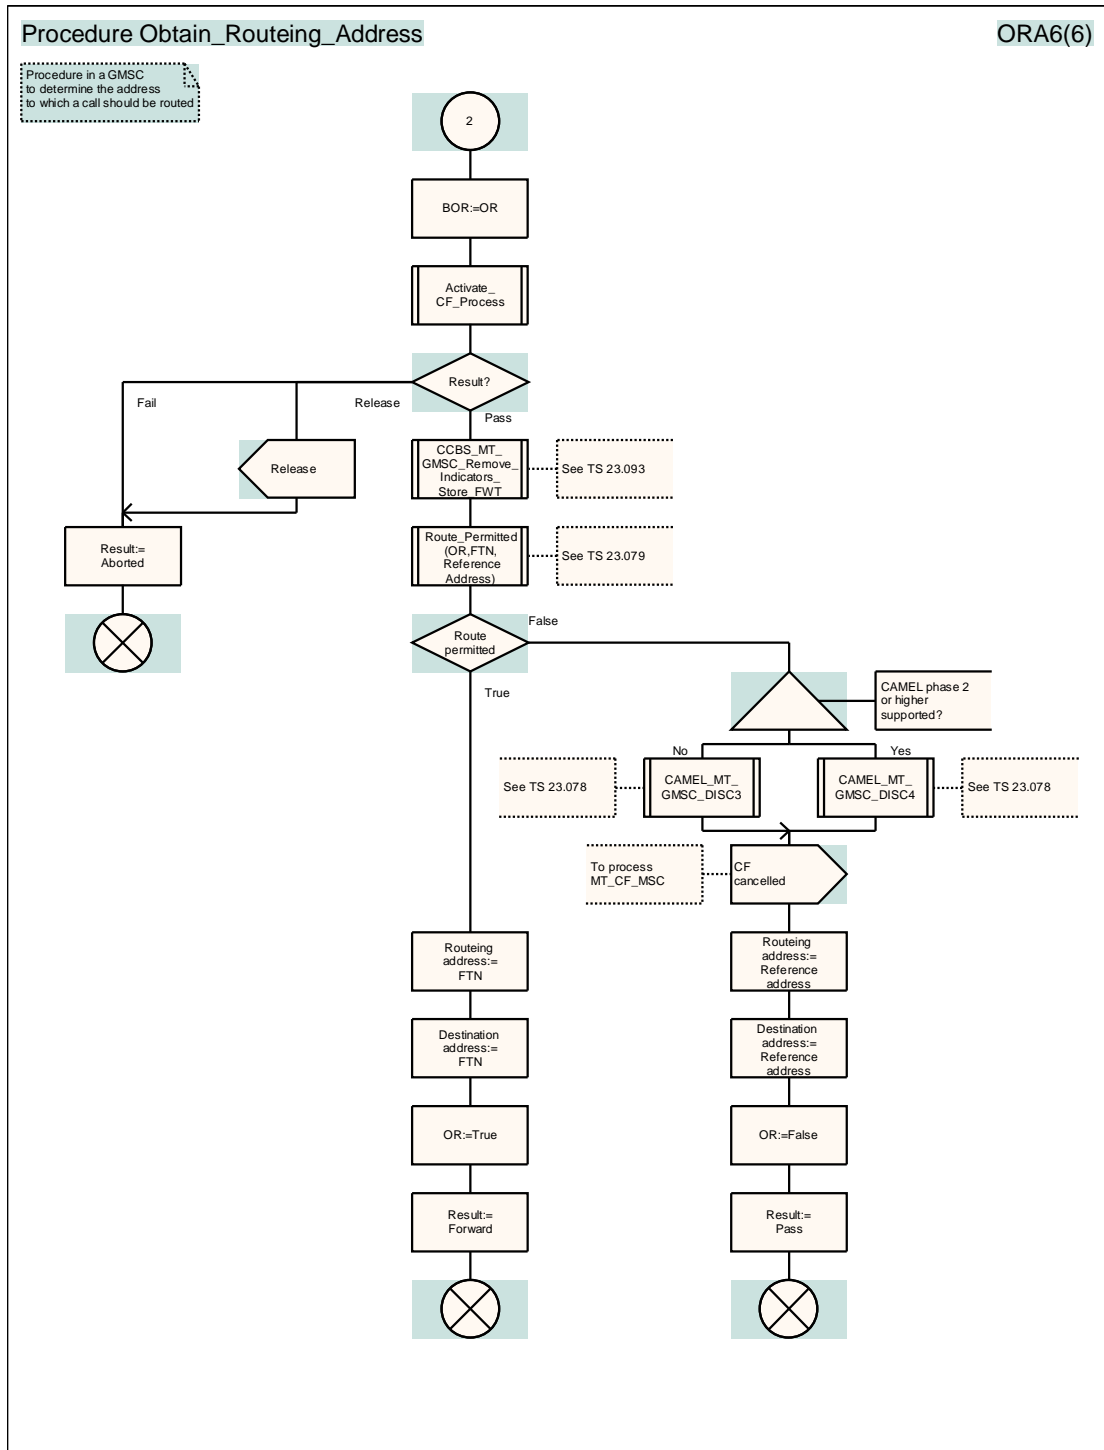 Procedure Obtain_Routeing_Address
ORA6(6)
Procedure in a GMSC
to determine the address
to which a call should be routed
2
BOR:=OR
Activate_
CF_Process
Result?
Fail
Release
Pass
Release
CCBS_MT_
GMSC_Remove_
Indicators_
Store_FWT
See TS 23.093
Result:=
Aborted
Route_Permitted
(OR,FTN,
Reference
Address)
See TS 23.079
Route
permitted
False
True
CAMEL phase 2
or higher
supported?
No
Yes
See TS 23.078
CAMEL_MT_
GMSC_DISC3
CAMEL_MT_
GMSC_DISC4
See TS 23.078
To process
MT_CF_MSC
CF
cancelled
Routeing
address:=
FTN
Routeing
address:=
Reference
address
Destination
address:=
FTN
Destination
address:=
Reference
address
OR:=True
OR:=False
Result:=
Forward
Result:=
Pass